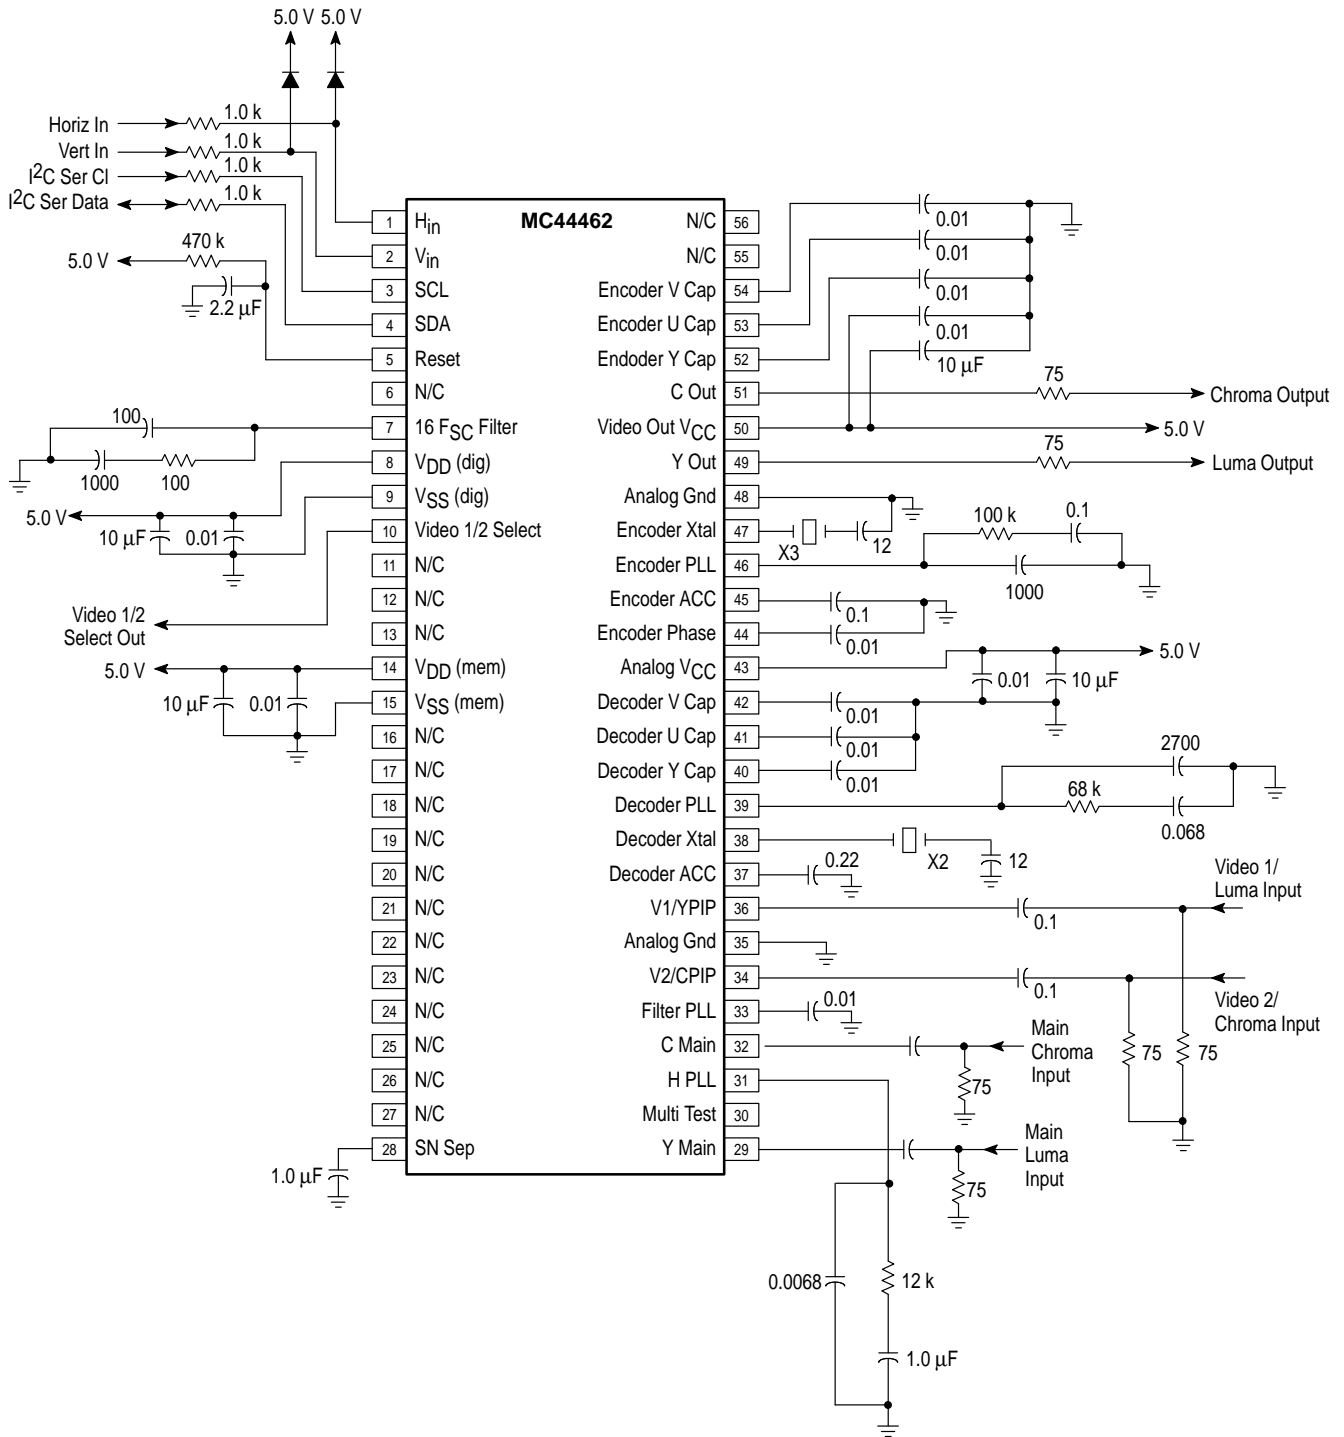 5.0 V 5.0 V
Horiz In 1.0 k
Vert In 1.0 k
I2C Ser Cl 1.0 k
I2C Ser Data 1.0 k
470 k
5.0 V
2.2 µF
100
1000 100
5.0 V
10 µF 0.01
Video 1/2
Select Out
5.0 V
10 µF 0.01
1.0 µF
MC44462
1 Hin
2 Vin
3 SCL
4 SDA
5 Reset
6 N/C
7 16 FSC Filter
8 VDD (dig)
9 VSS (dig)
10 Video 1/2 Select
11 N/C
12 N/C
13 N/C
14 VDD (mem)
15 VSS (mem)
16 N/C
17 N/C
18 N/C
19 N/C
20 N/C
21 N/C
22 N/C
23 N/C
24 N/C
25 N/C
26 N/C
27 N/C
28 SN Sep
N/C 56
N/C 55
Encoder V Cap 54
Encoder U Cap 53
Endoder Y Cap 52
C Out 51
Video Out VCC 50
Y Out 49
Analog Gnd 48
Encoder Xtal 47
Encoder PLL 46
Encoder ACC 45
Encoder Phase 44
Analog VCC 43
Decoder V Cap 42
Decoder U Cap 41
Decoder Y Cap 40
Decoder PLL 39
Decoder Xtal 38
Decoder ACC 37
V1/YPIP 36
Analog Gnd 35
V2/CPIP 34
Filter PLL 33
C Main 32
H PLL 31
Multi Test 30
Y Main 29
0.01
0.01
0.01
0.01
10 µF
75
Chroma Output
5.0 V
75
Luma Output
X3 12
100 k 0.1
1000
0.1
0.01
5.0 V
0.01 10 µF
0.01
0.01
0.01
2700
68 k
0.068
X2 12
0.22
Video 1/
Luma Input
0.1
0.1
Video 2/
Chroma Input
0.01
Main
Chroma
Input
75
75 75
Main
Luma
Input
75
0.0068 12 k
1.0 µF